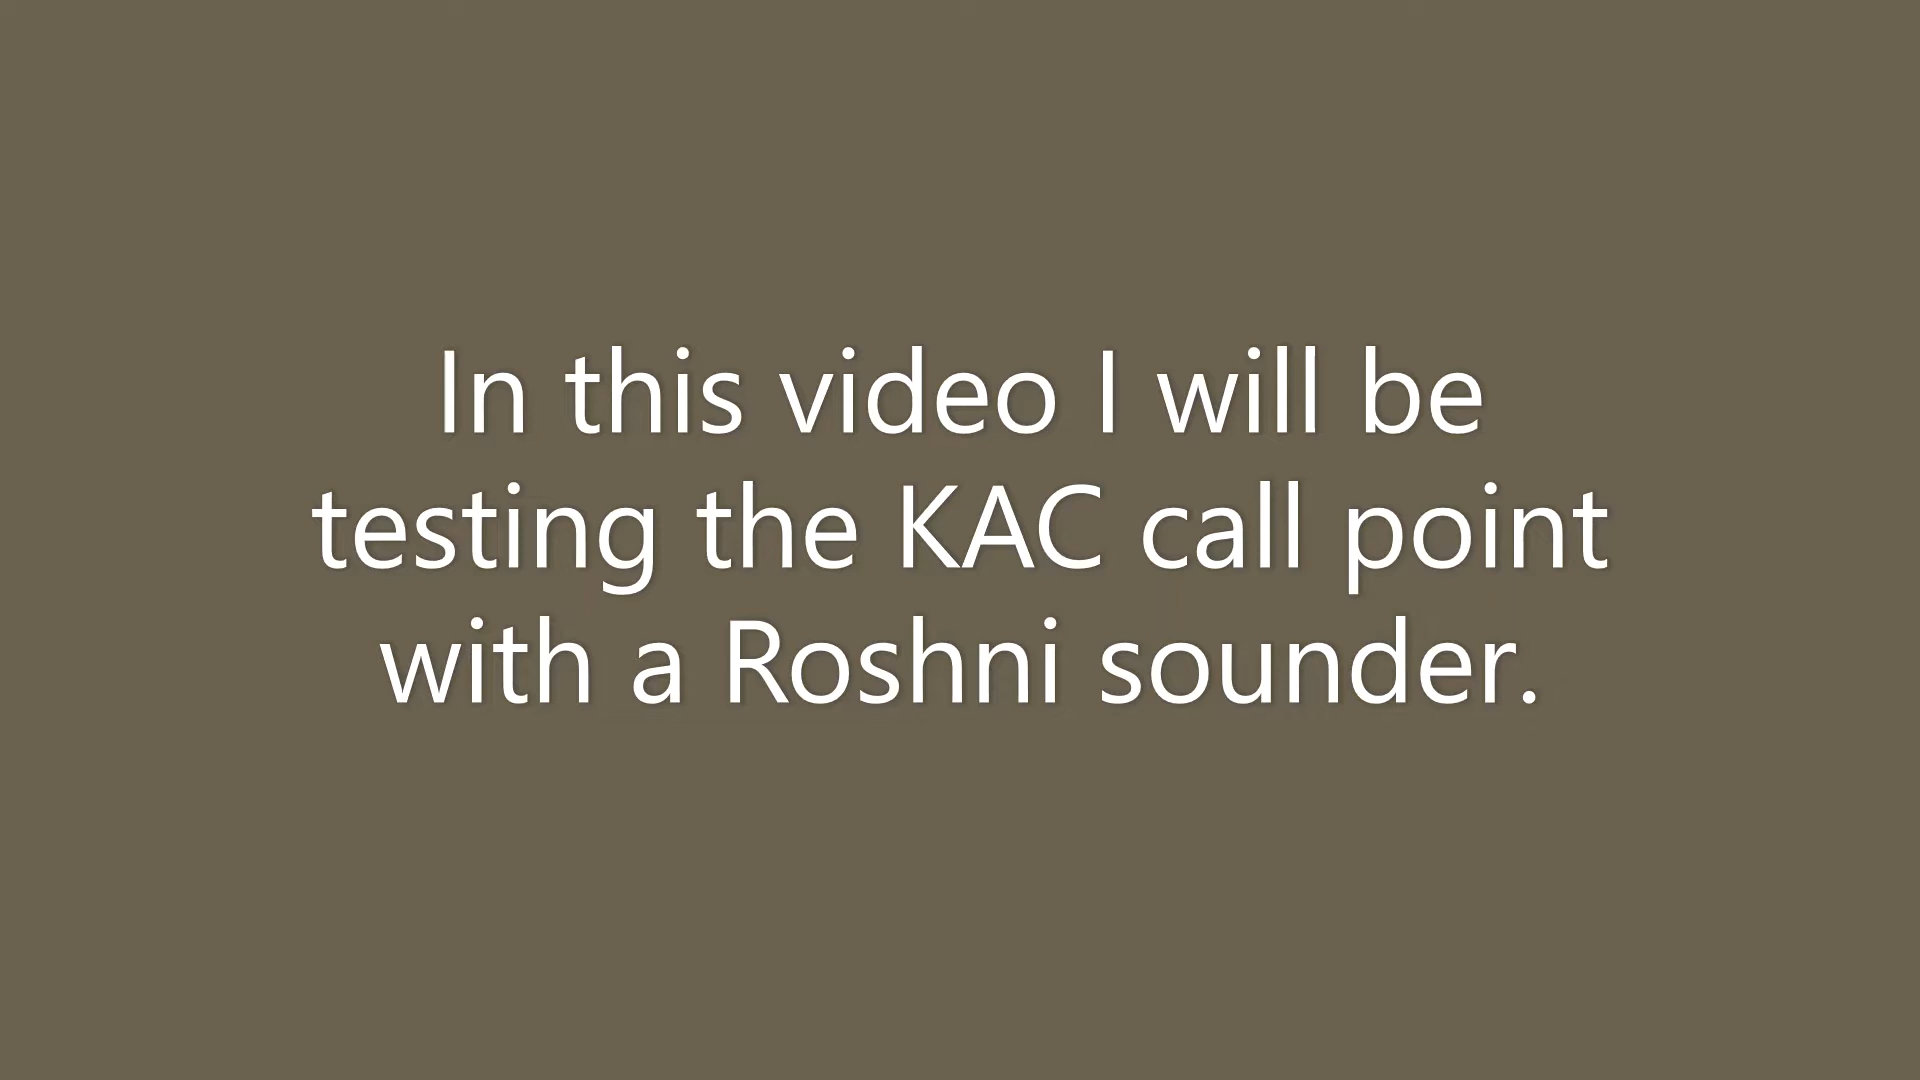 In this video I will be
testing the KAC call point
with a Roshni sounder.